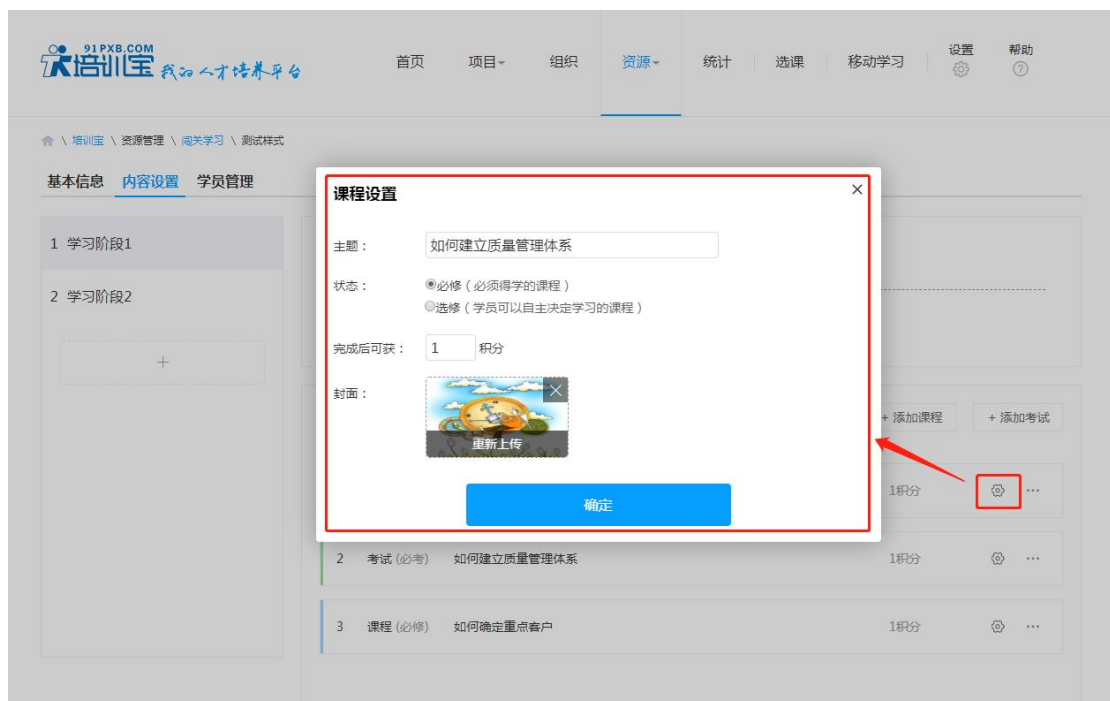 91PXB.COM
培训宝 我的人才培养平台
首页 项目 组织 资源 统计 选课 移动学习 设置 帮助
\ 培训宝 \ 资源管理 \ 闯关学习 \ 测试样式
基本信息 内容设置 学员管理
课程设置
主题： 如何建立质量管理体系
状态： 必修（必须得学的课程）
选修（学员可以自主决定学习的课程）
完成后可获： 1 积分
封面：
重新上传
确定
1 学习阶段1
2 学习阶段2
+
+ 添加课程 + 添加考试
1积分 ...
2 考试 (必考) 如何建立质量管理体系 1积分 ...
3 课程 (必修) 如何确定重点客户 1积分 ...